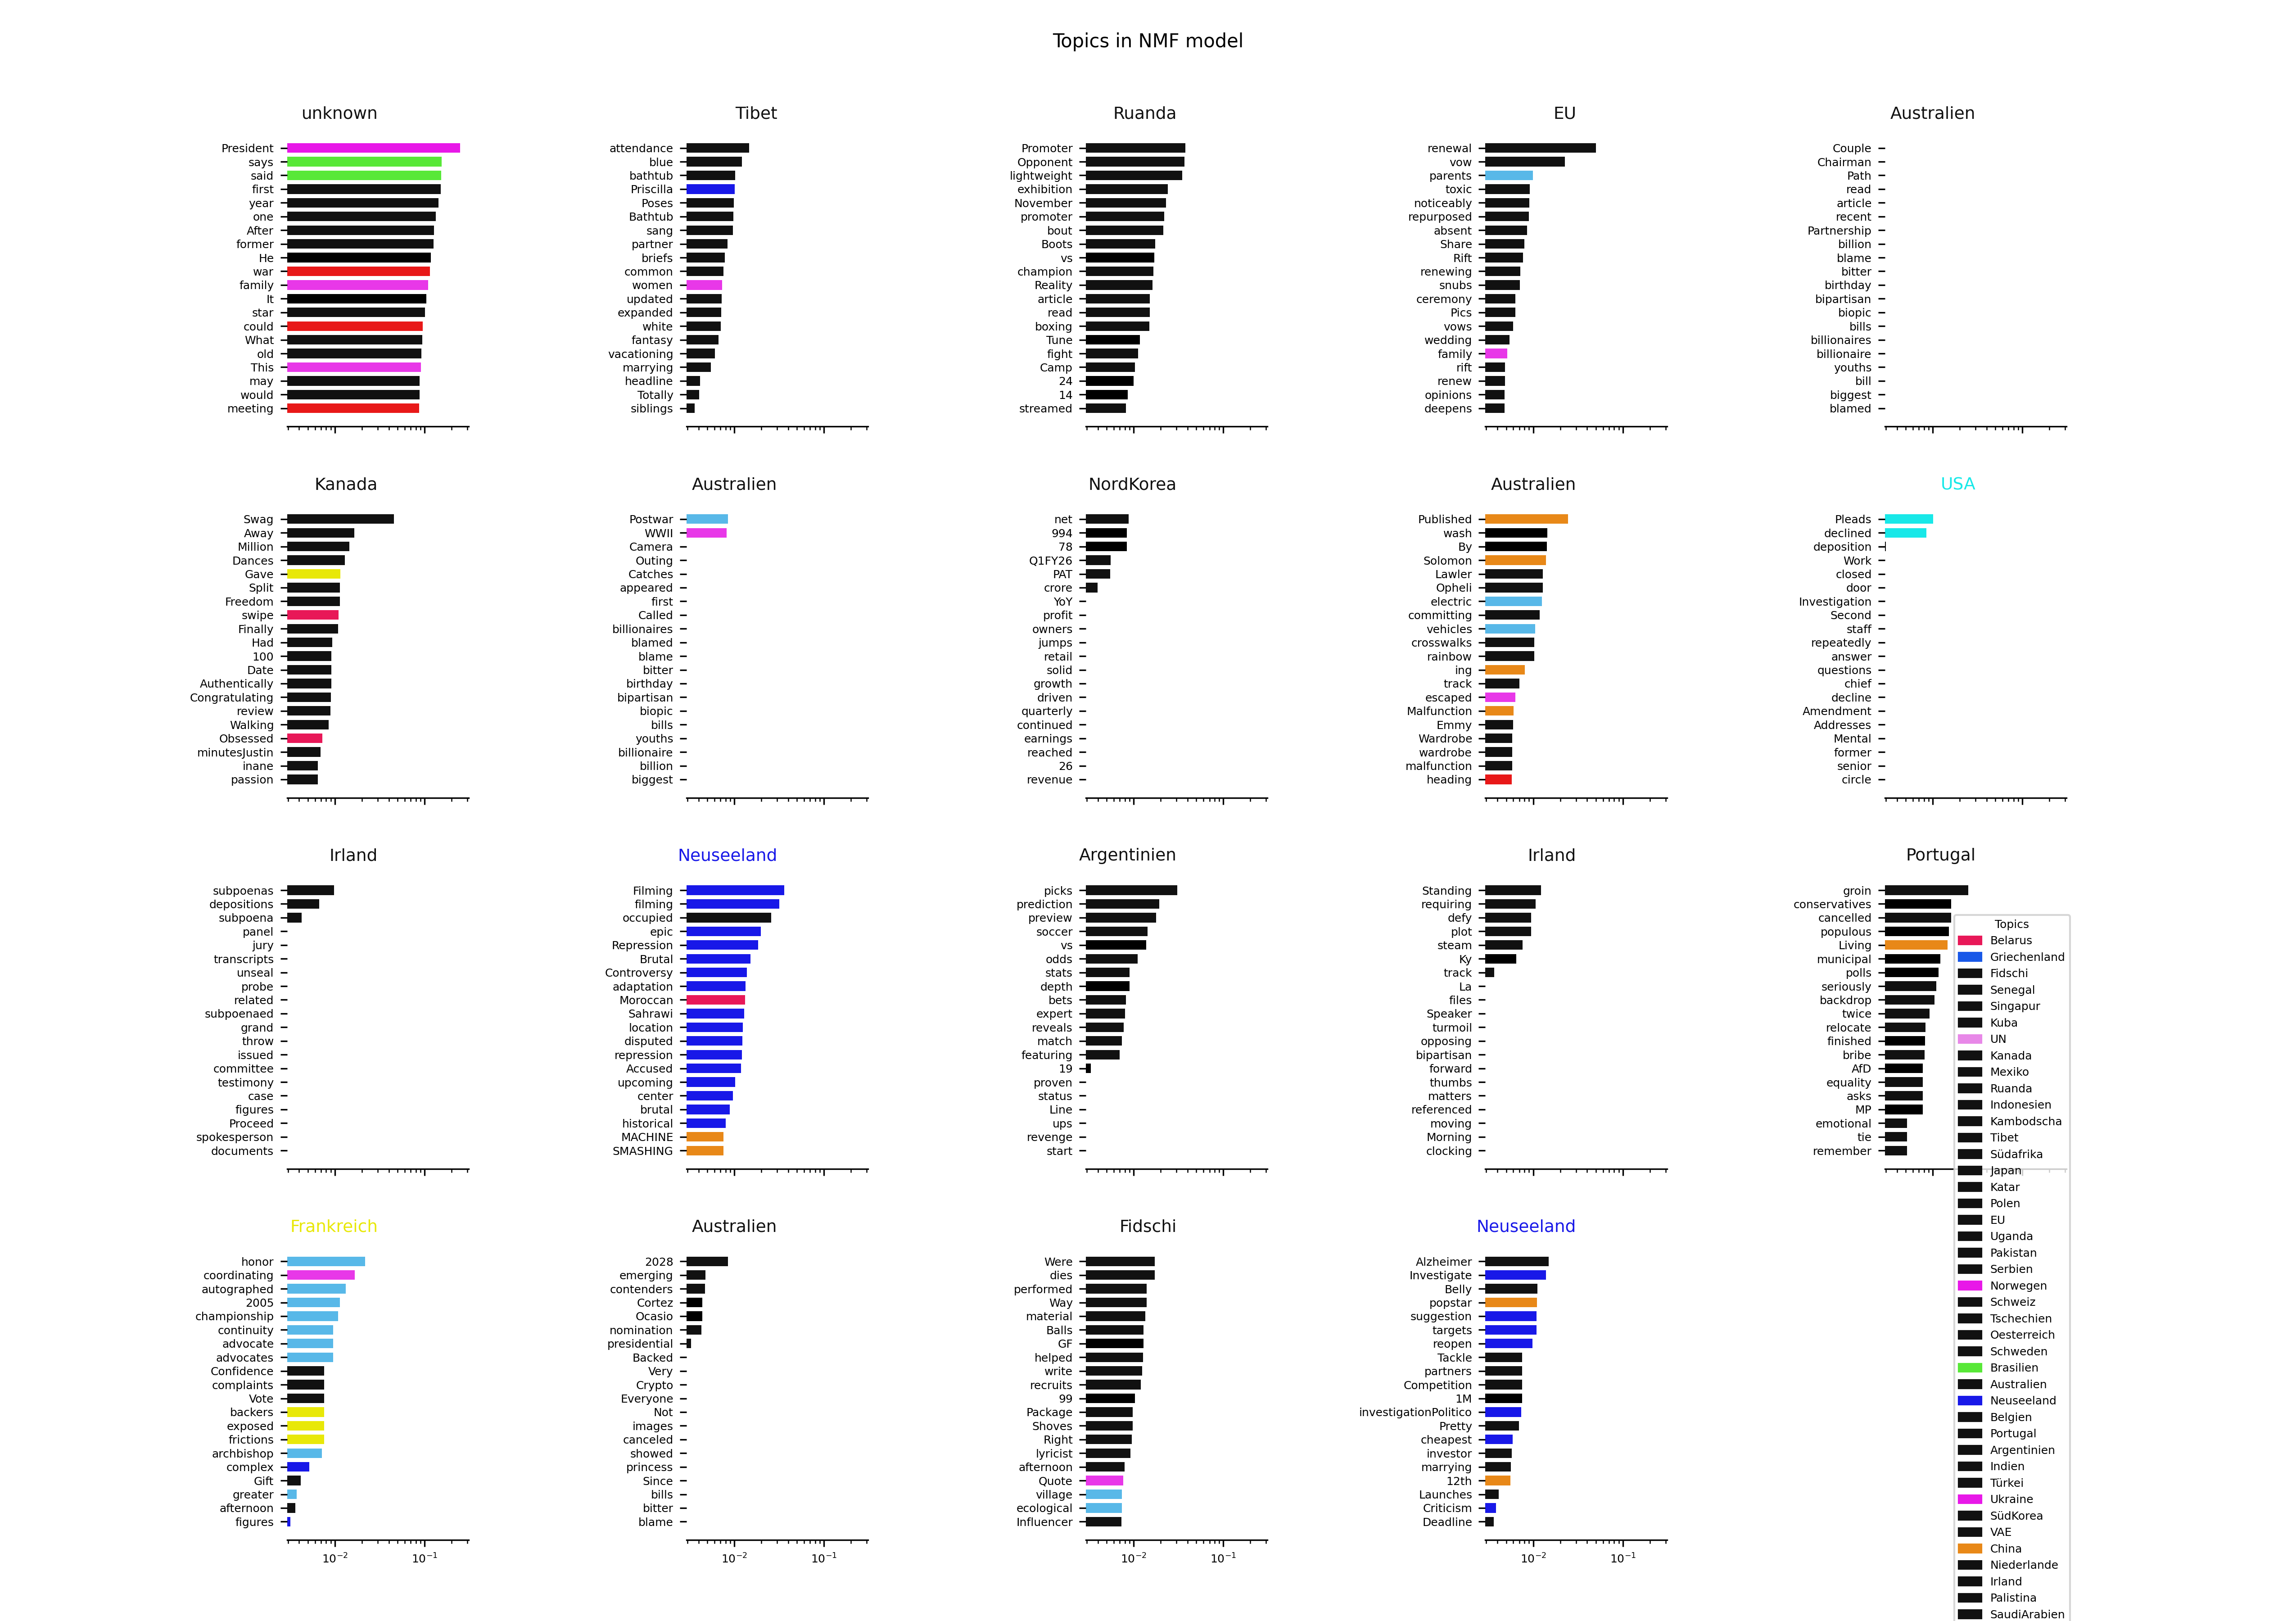 Topics in NMF model
unknown
President
says
said
first
year
one
After
former
He
war
family
It
star
could
What
old
This
may
would
meeting
Tibet
attendance
blue
bathtub
Priscilla
Poses
Bathtub
sang
partner
briefs
common
women
updated
expanded
white
fantasy
vacationing
marrying
headline
Totally
siblings
Ruanda
Promoter
Opponent
lightweight
exhibition
November
promoter
bout
Boots
vs
champion
Reality
article
read
boxing
Tune
fight
Camp
24
14
streamed
EU
renewal
vow
parents
toxic
noticeably
repurposed
absent
Share
Rift
renewing
snubs
ceremony
Pics
vows
wedding
family
rift
renew
opinions
deepens
Australien
Couple
Chairman
Path
read
article
recent
Partnership
billion
blame
bitter
birthday
bipartisan
biopic
bills
billionaires
billionaire
youths
bill
biggest
blamed
Kanada
Swag
Away
Million
Dances
Gave
Split
Freedom
swipe
Finally
Had
100
Date
Authentically
Congratulating
review
Walking
Obsessed
minutesJustin
inane
passion
Australien
Postwar
WWII
Camera
Outing
Catches
appeared
first
Called
billionaires
blamed
blame
bitter
birthday
bipartisan
biopic
bills
youths
billionaire
billion
biggest
NordKorea
net
994
78
Q1FY26
PAT
crore
YoY
profit
owners
jumps
retail
solid
growth
driven
quarterly
continued
earnings
reached
26
revenue
Australien
Published
wash
By
Solomon
Lawler
Opheli
electric
committing
vehicles
crosswalks
rainbow
ing
track
escaped
Malfunction
Emmy
Wardrobe
wardrobe
malfunction
heading
USA
Pleads
declined
deposition
Work
closed
door
Investigation
Second
staff
repeatedly
answer
questions
chief
decline
Amendment
Addresses
Mental
former
senior
circle
Irland
subpoenas
depositions
subpoena
panel
jury
transcripts
unseal
probe
related
subpoenaed
grand
throw
issued
committee
testimony
case
figures
Proceed
spokesperson
documents
Neuseeland
Filming
filming
occupied
epic
Repression
Brutal
Controversy
adaptation
Moroccan
Sahrawi
location
disputed
repression
Accused
upcoming
center
brutal
historical
MACHINE
SMASHING
Argentinien
picks
prediction
preview
soccer
vs
odds
stats
depth
bets
expert
reveals
match
featuring
19
proven
status
Line
ups
revenge
start
Irland
Standing
requiring
defy
plot
steam
Ky
track
La
files
Speaker
turmoil
opposing
bipartisan
forward
thumbs
matters
referenced
moving
Morning
clocking
Portugal
groin
conservatives
cancelled
populous
Living
municipal
polls
seriously
backdrop
twice
relocate
finished
bribe
AfD
equality
asks
MP
emotional
tie
remember
Frankreich
honor
coordinating
autographed
2005
championship
continuity
advocate
advocates
Confidence
complaints
Vote
backers
exposed
frictions
archbishop
complex
Gift
greater
afternoon
figures
10⁻² 10⁻¹
Australien
2028
emerging
contenders
Cortez
Ocasio
nomination
presidential
Backed
Very
Crypto
Everyone
Not
images
canceled
showed
princess
Since
bills
bitter
blame
10⁻² 10⁻¹
Fidschi
Were
dies
performed
Way
material
Balls
GF
helped
write
recruits
99
Package
Shoves
Right
lyricist
afternoon
Quote
village
ecological
Influencer
10⁻² 10⁻¹
Neuseeland
Alzheimer
Investigate
Belly
popstar
suggestion
targets
reopen
Tackle
partners
Competition
1M
investigationPolitico
Pretty
cheapest
investor
marrying
12th
Launches
Criticism
Deadline
10⁻² 10⁻¹
Topics
Belarus
Griechenland
Fidschi
Senegal
Singapur
Kuba
UN
Kanada
Mexiko
Ruanda
Indonesien
Kambodscha
Tibet
Südafrika
Japan
Katar
Polen
EU
Uganda
Pakistan
Serbien
Norwegen
Schweiz
Tschechien
Oesterreich
Schweden
Brasilien
Australien
Neuseeland
Belgien
Portugal
Argentinien
Indien
Türkei
Ukraine
SüdKorea
VAE
China
Niederlande
Irland
Palistina
SaudiArabien